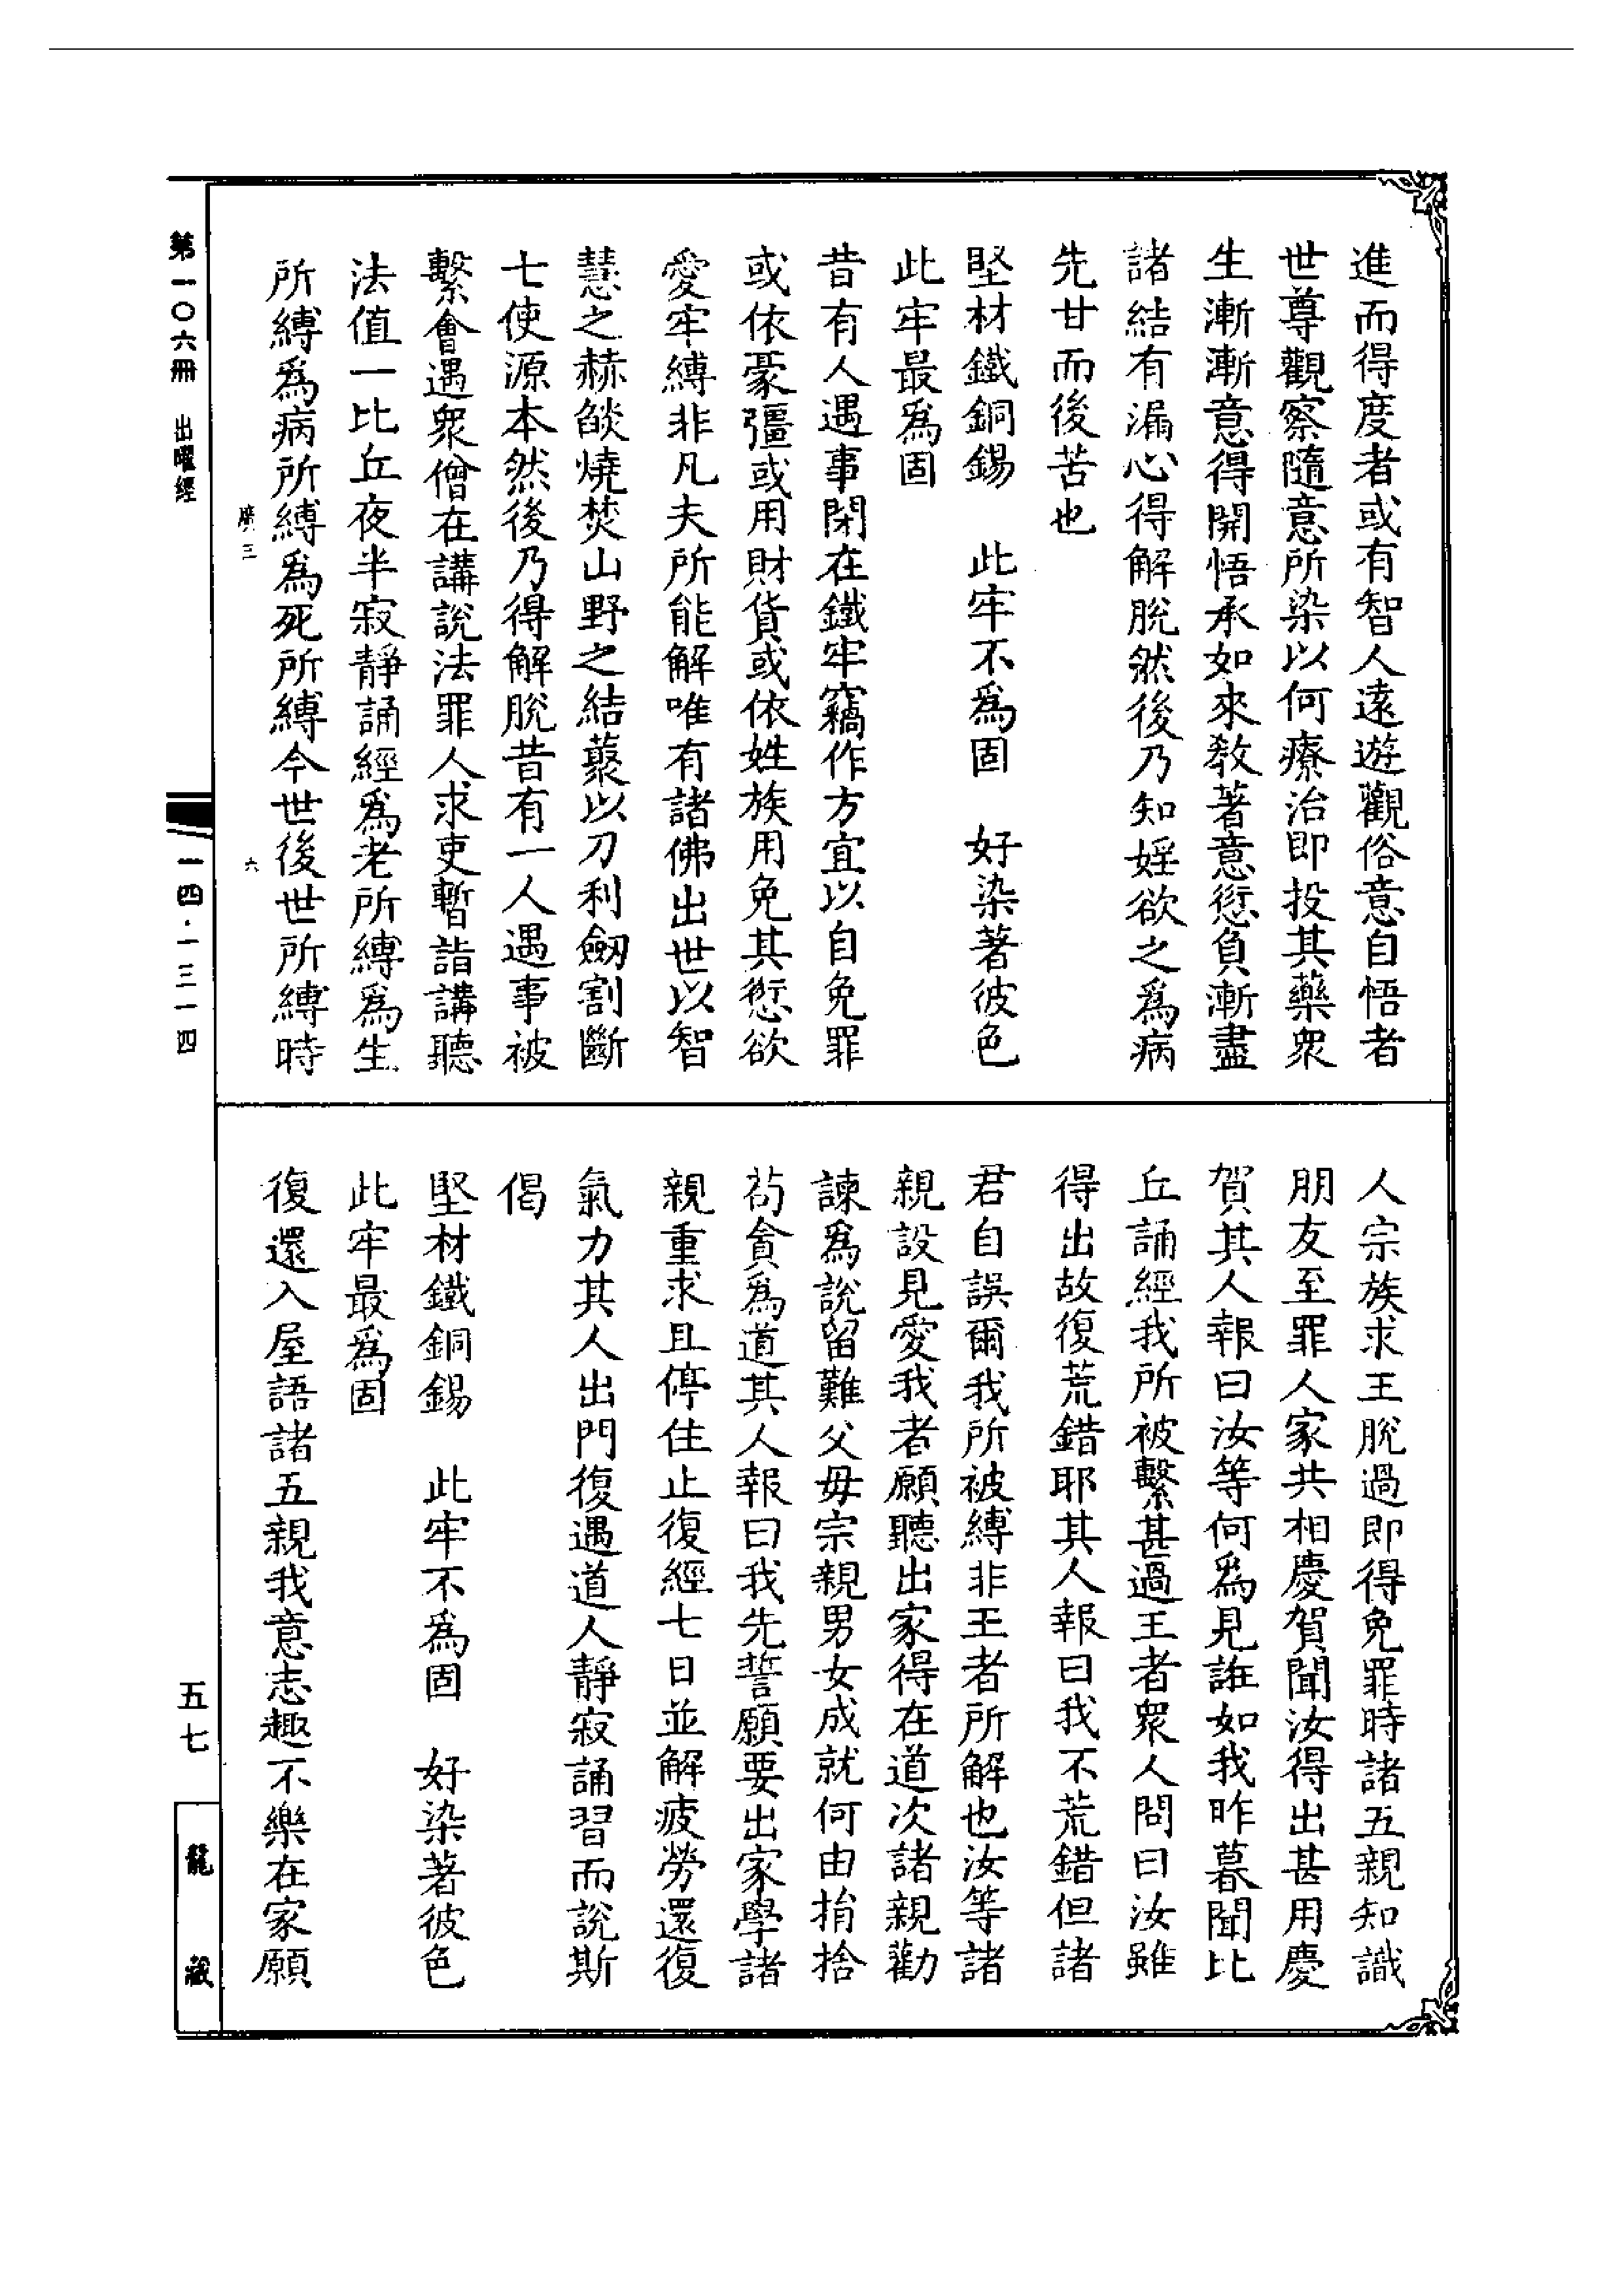 進而得度者或有智人遠遊觀俗意自悟者
世尊觀察隨意所染以何療治即投其藥衆
生漸漸意得開悟承如來教著意愆負漸盡
諸結有漏心得解脫然後乃知婬欲之爲病
先甘而後苦也
堅材鐵銅錫　此牢不爲固　好染著彼色
此牢最爲固
昔有人遇事閉在鐵牢竊作方宜以自免罪
或依豪彊或用財貨或依姓族用免其愆欲
愛牢縛非凡夫所能解唯有諸佛出世以智
慧之赫燄燒焚山野之結藂以刀利劒割斷
七使源本然後乃得解脫昔有一人遇事被
繫會遇衆僧在講說法罪人求吏暫詣講聽
法值一比丘夜半寂靜誦經爲老所縛爲生
所縛爲病所縛爲死所縛今世後世所縛時
人宗族求王脫過即得免罪時諸五親知識
朋友至罪人家共相慶賀聞汝得出甚用慶
賀其人報曰汝等何爲見誑如我昨暮聞比
丘誦經我所被繫甚過王者衆人問曰汝雖
得出故復荒錯耶其人報曰我不荒錯但諸
君自誤爾我所被縛非王者所解也汝等諸
親設見愛我者願聽出家得在道次諸親勸
諫爲說留難父母宗親男女成就何由捐捨
苟貪爲道其人報曰我先誓願要出家學諸
親重求且停住止復經七日並解疲勞還復
氣力其人出門復遇道人靜寂誦習而說斯
偈
堅材鐵銅錫　此牢不爲固　好染著彼色
此牢最爲固
復還入屋語諸五親我意志趣不樂在家願
第一〇六冊　出曜經
廣三　六
一四·一三一四
五七
龍藏